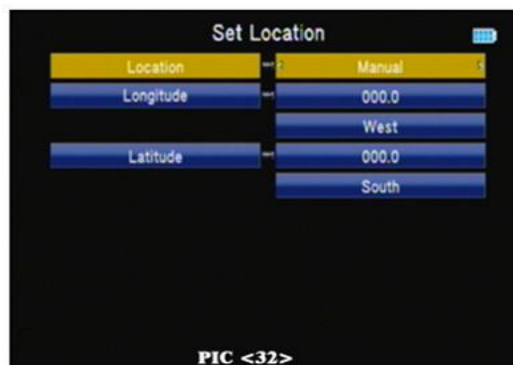 Set Location
Location Manual
Longitude 000.0
West
Latitude 000.0
South
PIC <32>